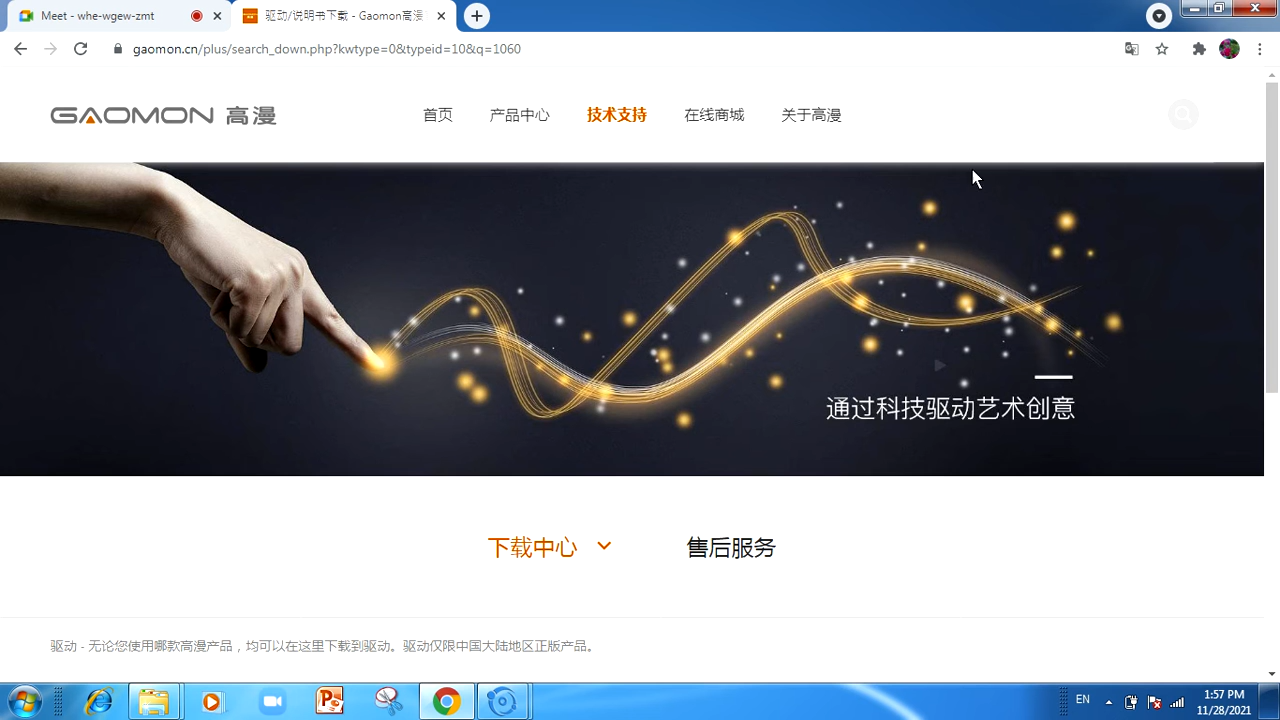 Meet - whe-wgew-zmt
驱动/说明书下载 - Gaomon高漫
gaomon.cn/plus/search_down.php?kwtype=0&typeid=10&q=1060
GAOMON 高漫
首页 产品中心 技术支持 在线商城 关于高漫
通过科技驱动艺术创意
下载中心 售后服务
驱动 - 无论您使用哪款高漫产品，均可以在这里下载到驱动。驱动仅限中国大陆地区正版产品。
EN
1:57 PM
11/28/2021